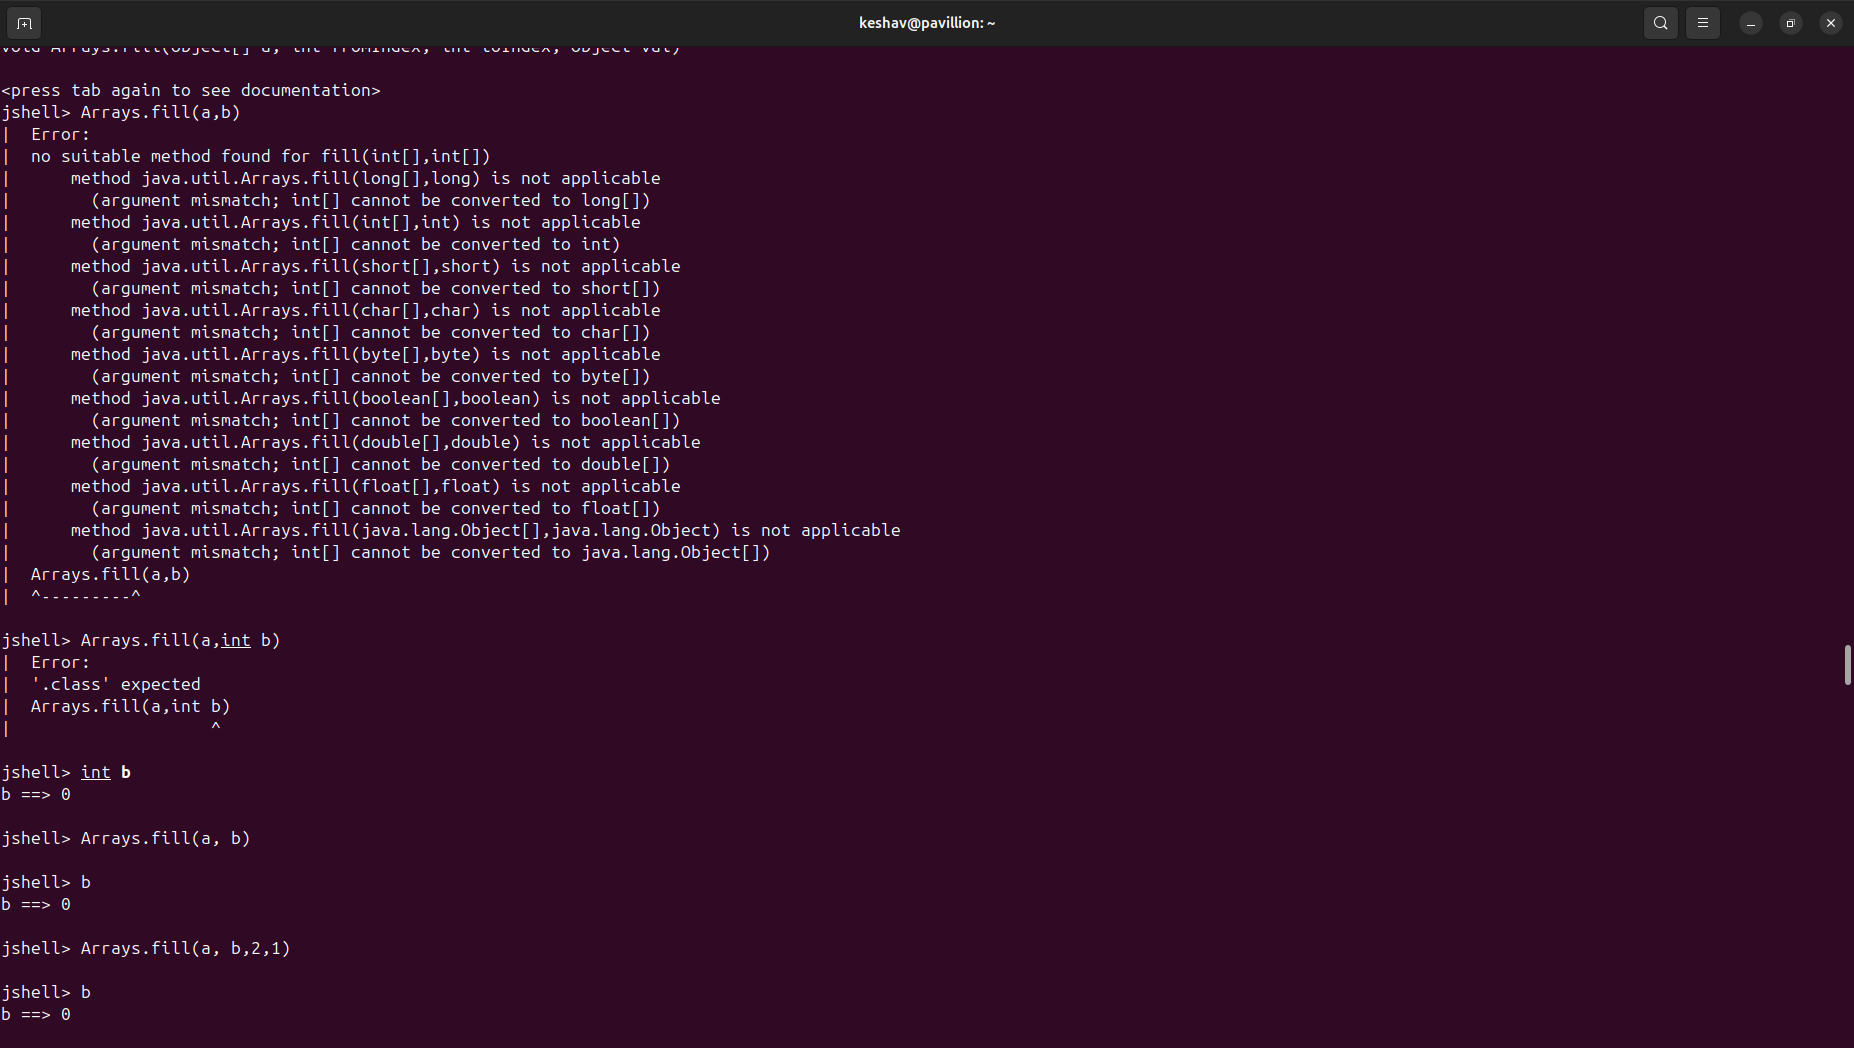 keshav@pavillion: ~
void Arrays.fill(Object[] a, int fromIndex, int toIndex, Object val)
<press tab again to see documentation>
jshell> Arrays.fill(a,b)
|  Error:
|  no suitable method found for fill(int[],int[])
|      method java.util.Arrays.fill(long[],long) is not applicable
|        (argument mismatch; int[] cannot be converted to long[])
|      method java.util.Arrays.fill(int[],int) is not applicable
|        (argument mismatch; int[] cannot be converted to int)
|      method java.util.Arrays.fill(short[],short) is not applicable
|        (argument mismatch; int[] cannot be converted to short[])
|      method java.util.Arrays.fill(char[],char) is not applicable
|        (argument mismatch; int[] cannot be converted to char[])
|      method java.util.Arrays.fill(byte[],byte) is not applicable
|        (argument mismatch; int[] cannot be converted to byte[])
|      method java.util.Arrays.fill(boolean[],boolean) is not applicable
|        (argument mismatch; int[] cannot be converted to boolean[])
|      method java.util.Arrays.fill(double[],double) is not applicable
|        (argument mismatch; int[] cannot be converted to double[])
|      method java.util.Arrays.fill(float[],float) is not applicable
|        (argument mismatch; int[] cannot be converted to float[])
|      method java.util.Arrays.fill(java.lang.Object[],java.lang.Object) is not applicable
|        (argument mismatch; int[] cannot be converted to java.lang.Object[])
|  Arrays.fill(a,b)
|  ^---------^
jshell> Arrays.fill(a,int b)
|  Error:
|  '.class' expected
|  Arrays.fill(a,int b)
|                    ^
jshell> int b
b ==> 0
jshell> Arrays.fill(a, b)
jshell> b
b ==> 0
jshell> Arrays.fill(a, b,2,1)
jshell> b
b ==> 0